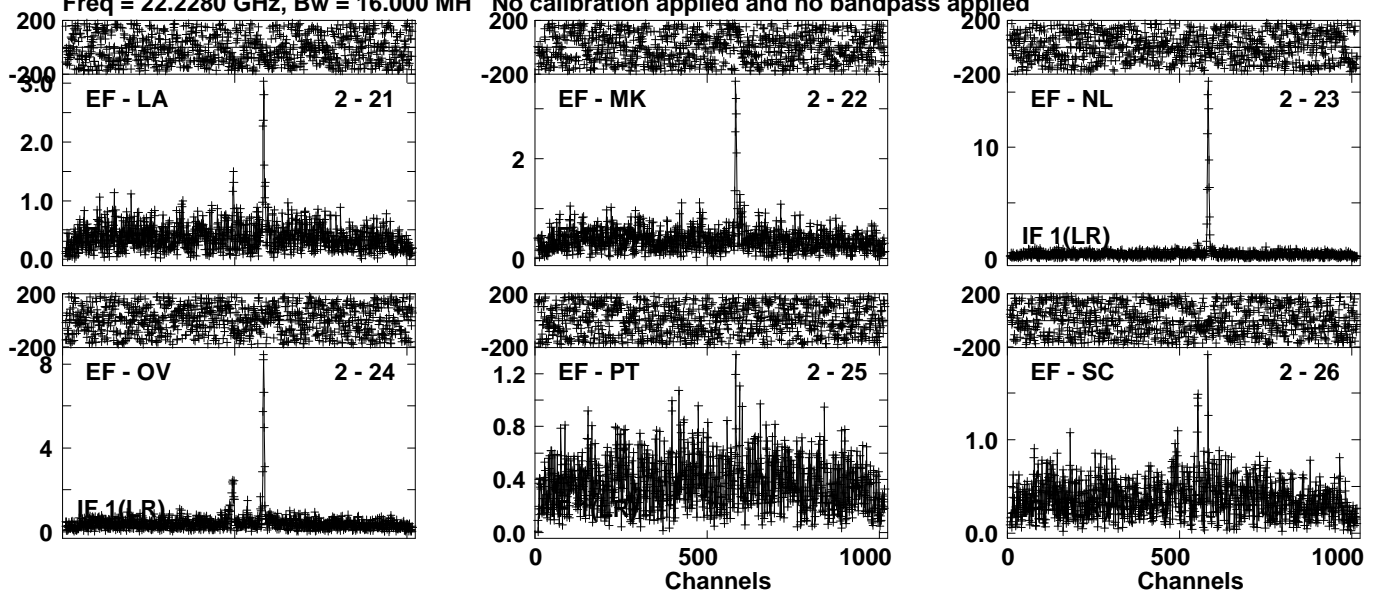 Freq = 22.2280 GHz, Bw = 16.000 MH No calibration applied and no bandpass applied
200 200 200
-200 -200 -200
3.0 EF - LA 2 - 21 EF - MK 2 - 22 EF - NL 2 - 23
2.0 2 10
1.0 IF 1(LR)
0.0 0 0
200 200 200
-200 -200 -200
8 EF - OV 2 - 24 1.2 EF - PT 2 - 25 EF - SC 2 - 26
4 0.8 1.0
IF 1(LR) 0.4
0 0.0 0.0
0 500 1000 0 500 1000
Channels Channels